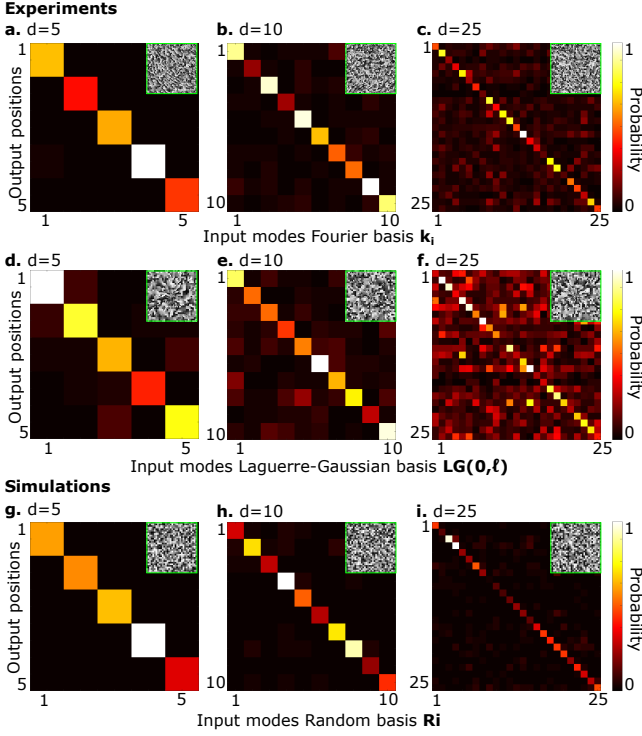 Experiments
a. d=5
b. d=10
c. d=25
Output positions
1
5
1
5
1
10
1
10
1
25
1
25
1
0
Probability
Input modes Fourier basis k_i
d. d=5
e. d=10
f. d=25
Output positions
1
5
1
5
1
10
1
10
1
25
1
25
1
0
Probability
Input modes Laguerre-Gaussian basis LG(0,ℓ)
Simulations
g. d=5
h. d=10
i. d=25
Output positions
1
5
1
5
1
10
1
10
1
25
1
25
1
0
Probability
Input modes Random basis Ri